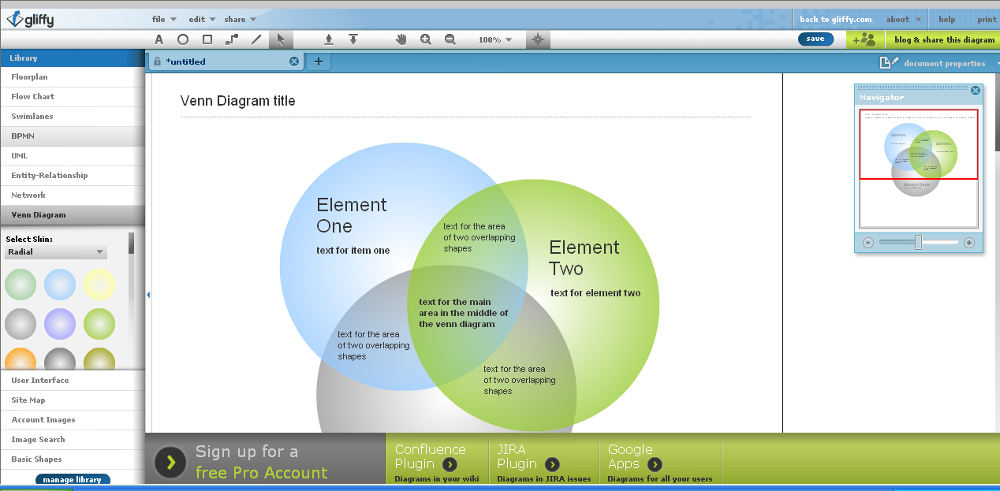 gliffy
file
edit
share
back to gliffy.com
about
help
print
A
100%
save
blog & share this diagram
Library
*untitled
document properties
Floorplan
Flow Chart
Swimlanes
BPMN
UML
Entity-Relationship
Network
Venn Diagram
Select Skin:
Radial
User Interface
Site Map
Account Images
Image Search
Basic Shapes
manage library
Venn Diagram title
Element
One
text for item one
text for the area
of two overlapping
shapes
Element
Two
text for element two
text for the main
area in the middle of
the venn diagram
text for the area
of two overlapping
shapes
text for the area
of two overlapping
shapes
Navigator
Element
Element
Element Three
Sign up for a
free Pro Account
Confluence
Plugin
Diagrams in your wiki
JIRA
Plugin
Diagrams in JIRA issues
Google
Apps
Diagrams for all your users